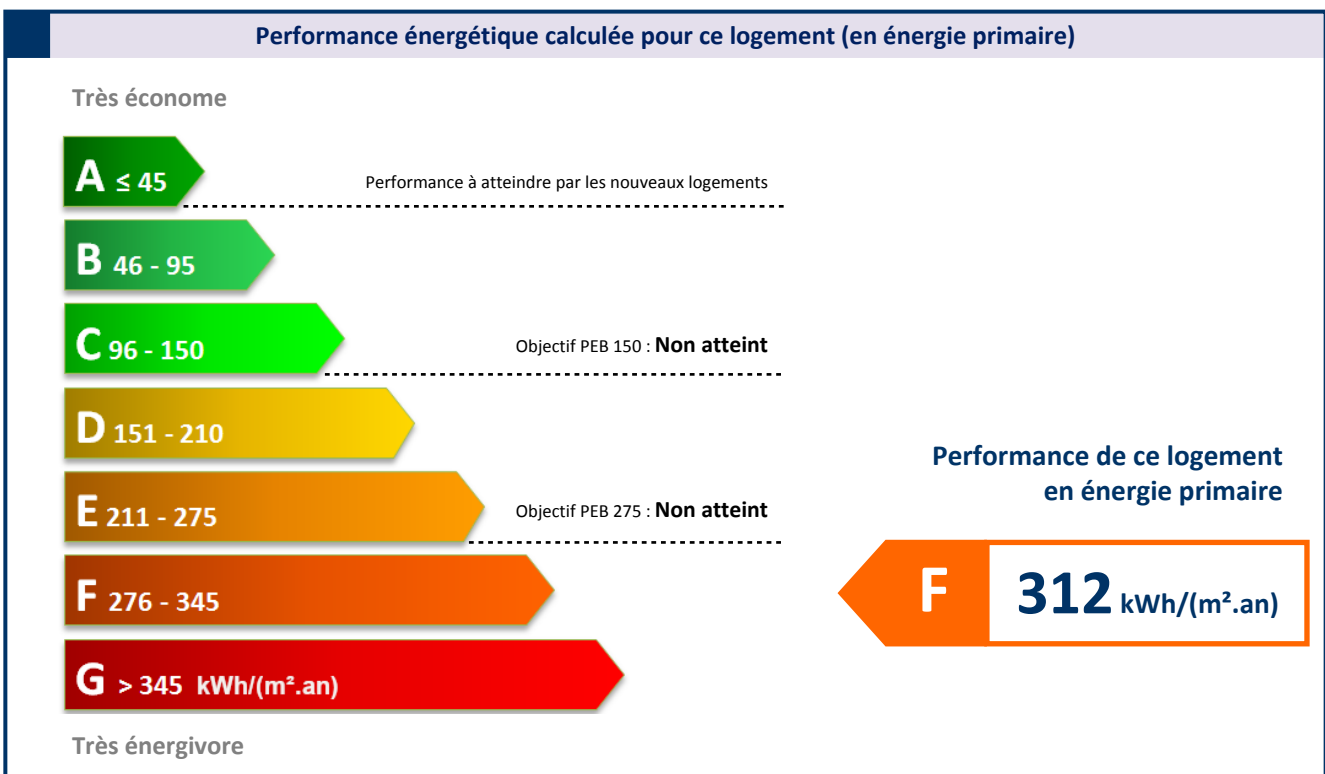 Performance énergétique calculée pour ce logement (en énergie primaire)
Très économe
A ≤ 45
Performance à atteindre par les nouveaux logements
B 46 - 95
C 96 - 150
Objectif PEB 150 : Non atteint
D 151 - 210
E 211 - 275
Objectif PEB 275 : Non atteint
F 276 - 345
G > 345 kWh/(m².an)
Très énergivore
Performance de ce logement
en énergie primaire
F 312 kWh/(m².an)